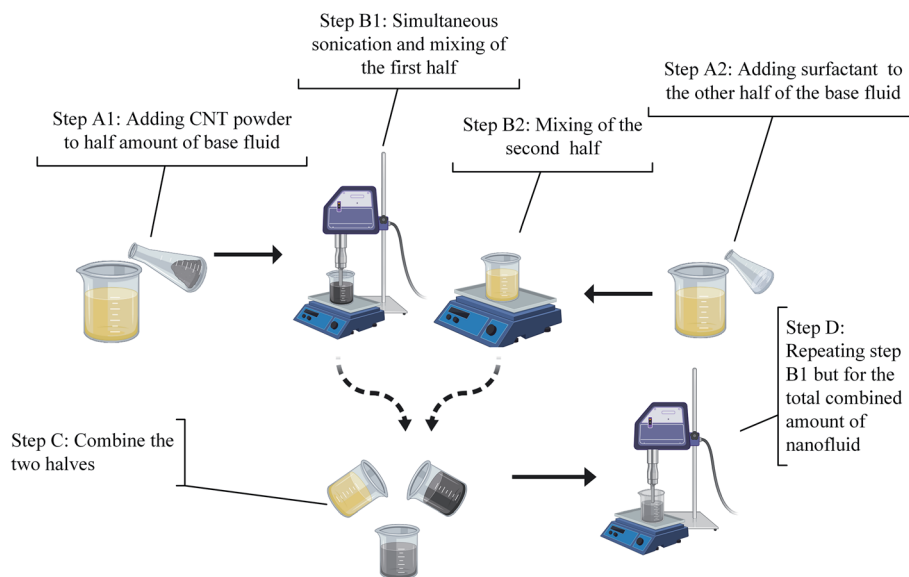 Step B1: Simultaneous
sonication and mixing of
the first half
Step A2: Adding surfactant to
the other half of the base fluid
Step A1: Adding CNT powder
to half amount of base fluid
Step B2: Mixing of the
second half
Step D:
Repeating step
B1 but for the
total combined
amount of
nanofluid
Step C: Combine the
two halves